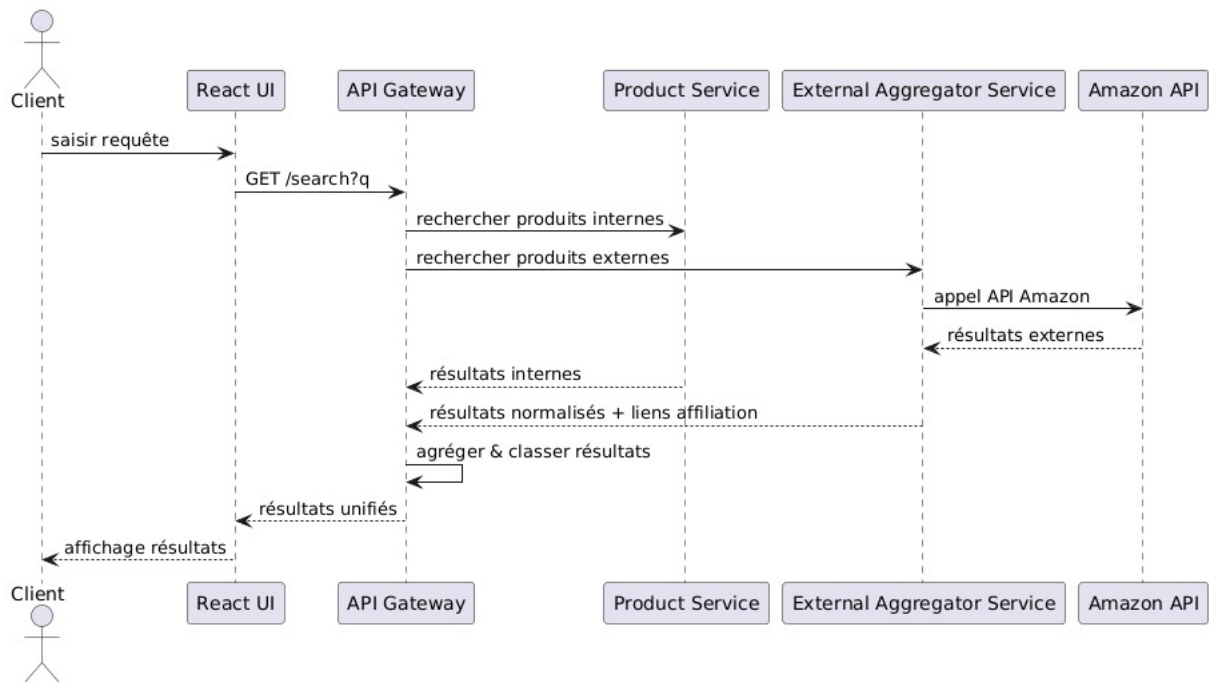 Client
React UI
API Gateway
Product Service
External Aggregator Service
Amazon API
saisir requête
GET /search?q
rechercher produits internes
rechercher produits externes
appel API Amazon
résultats externes
résultats internes
résultats normalisés + liens affiliation
agréger & classer résultats
résultats unifiés
affichage résultats
Client
React UI
API Gateway
Product Service
External Aggregator Service
Amazon API